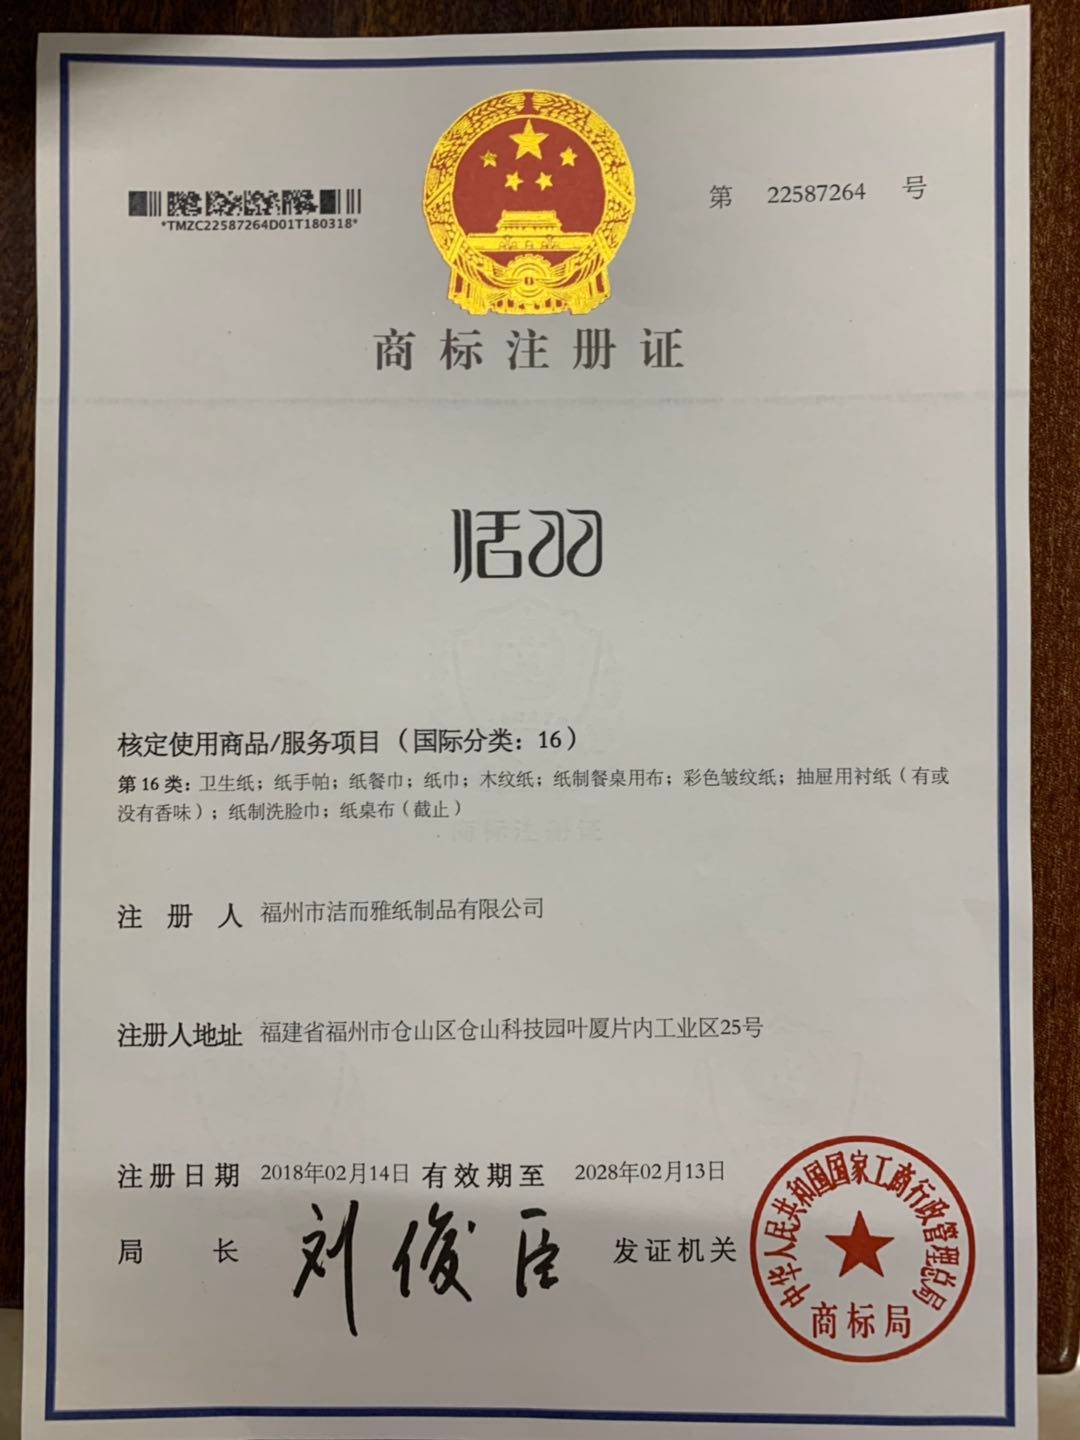 第 22587264 号
*TMZC22587264D01T180318*
商标注册证
恬羽
核定使用商品/服务项目（国际分类：16）
第 16 类：卫生纸；纸手帕；纸餐巾；纸巾；木纹纸；纸制餐桌用布；彩色皱纹纸；抽屉用衬纸（有或
没有香味）；纸制洗脸巾；纸桌布（截止）
注册人 福州市洁而雅纸制品有限公司
注册人地址 福建省福州市仓山区仓山科技园叶厦片内工业区25号
注册日期 2018年02月14日 有效期至 2028年02月13日
局长 刘俊臣 发证机关
中华人民共和国国家工商行政管理总局
商标局
商标注册证